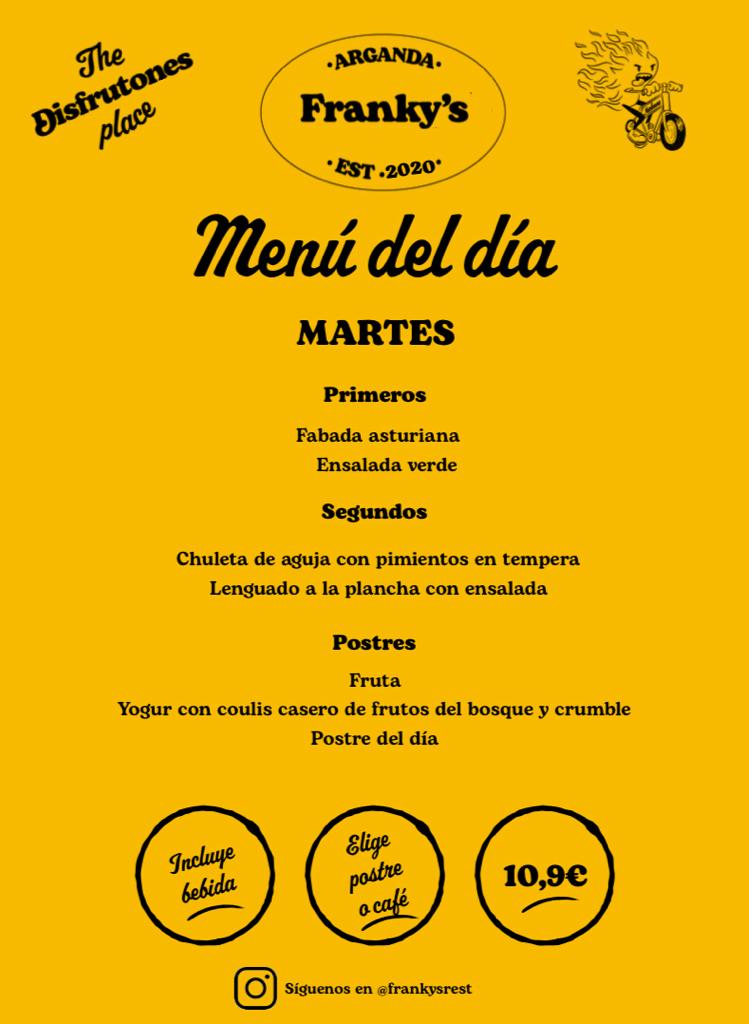 The
Disfrutones
place
·ARGANDA·
Franky's
·EST·2020·
Menú del día
MARTES
Primeros
Fabada asturiana
Ensalada verde
Segundos
Chuleta de aguja con pimientos en tempera
Lenguado a la plancha con ensalada
Postres
Fruta
Yogur con coulis casero de frutos del bosque y crumble
Postre del día
Incluye
bebida
Elige
postre
o café
10,9€
Síguenos en @frankysrest